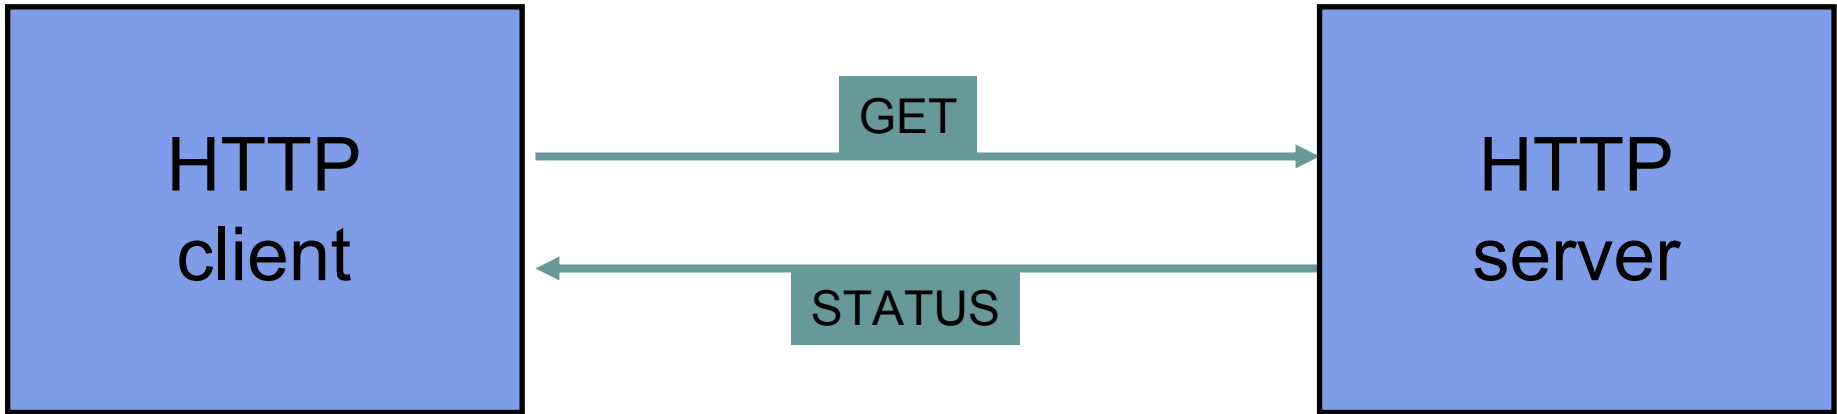 HTTP
client
GET
STATUS
HTTP
server